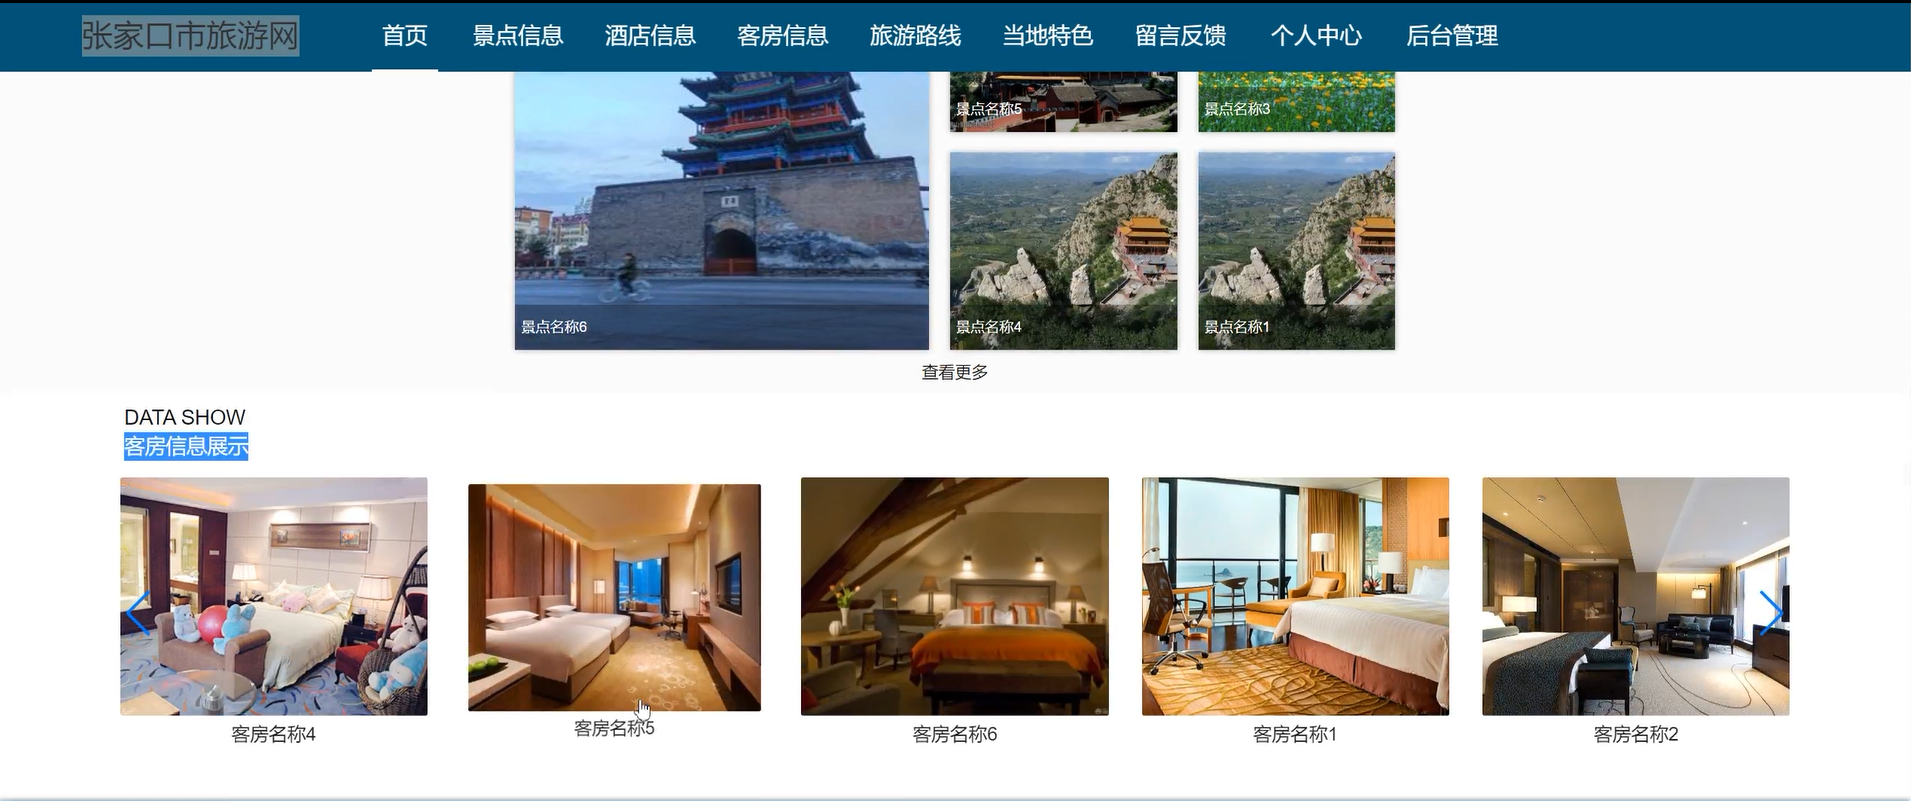 张家口市旅游网 首页 景点信息 酒店信息 客房信息 旅游路线 当地特色 留言反馈 个人中心 后台管理
景点名称5 景点名称3
景点名称6 景点名称4 景点名称1
查看更多
DATA SHOW
客房信息展示
客房名称4 客房名称5 客房名称6 客房名称1 客房名称2